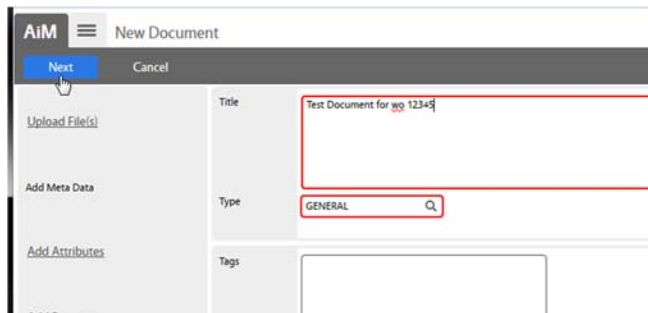 AiM New Document
Next Cancel
Upload File(s)
Title
Test Document for wo 12345
Add Meta Data
Type
GENERAL
Add Attributes
Tags